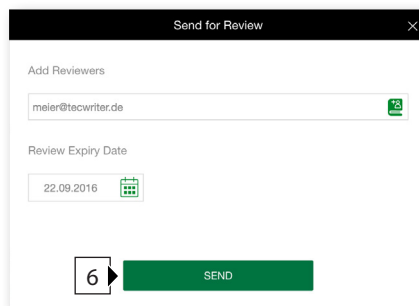 Send for Review
Add Reviewers
meier@tecwriter.de
Review Expiry Date
22.09.2016
6
SEND